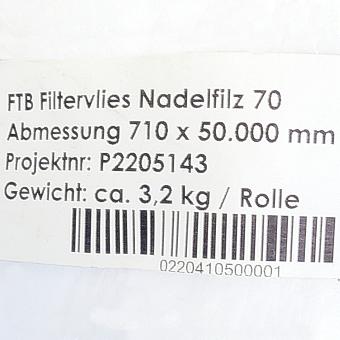 FTB Filtervlies Nadelfilz 70
Abmessung 710 x 50.000 mm
Projektnr: P2205143
Gewicht: ca. 3,2 kg / Rolle
0220410500001